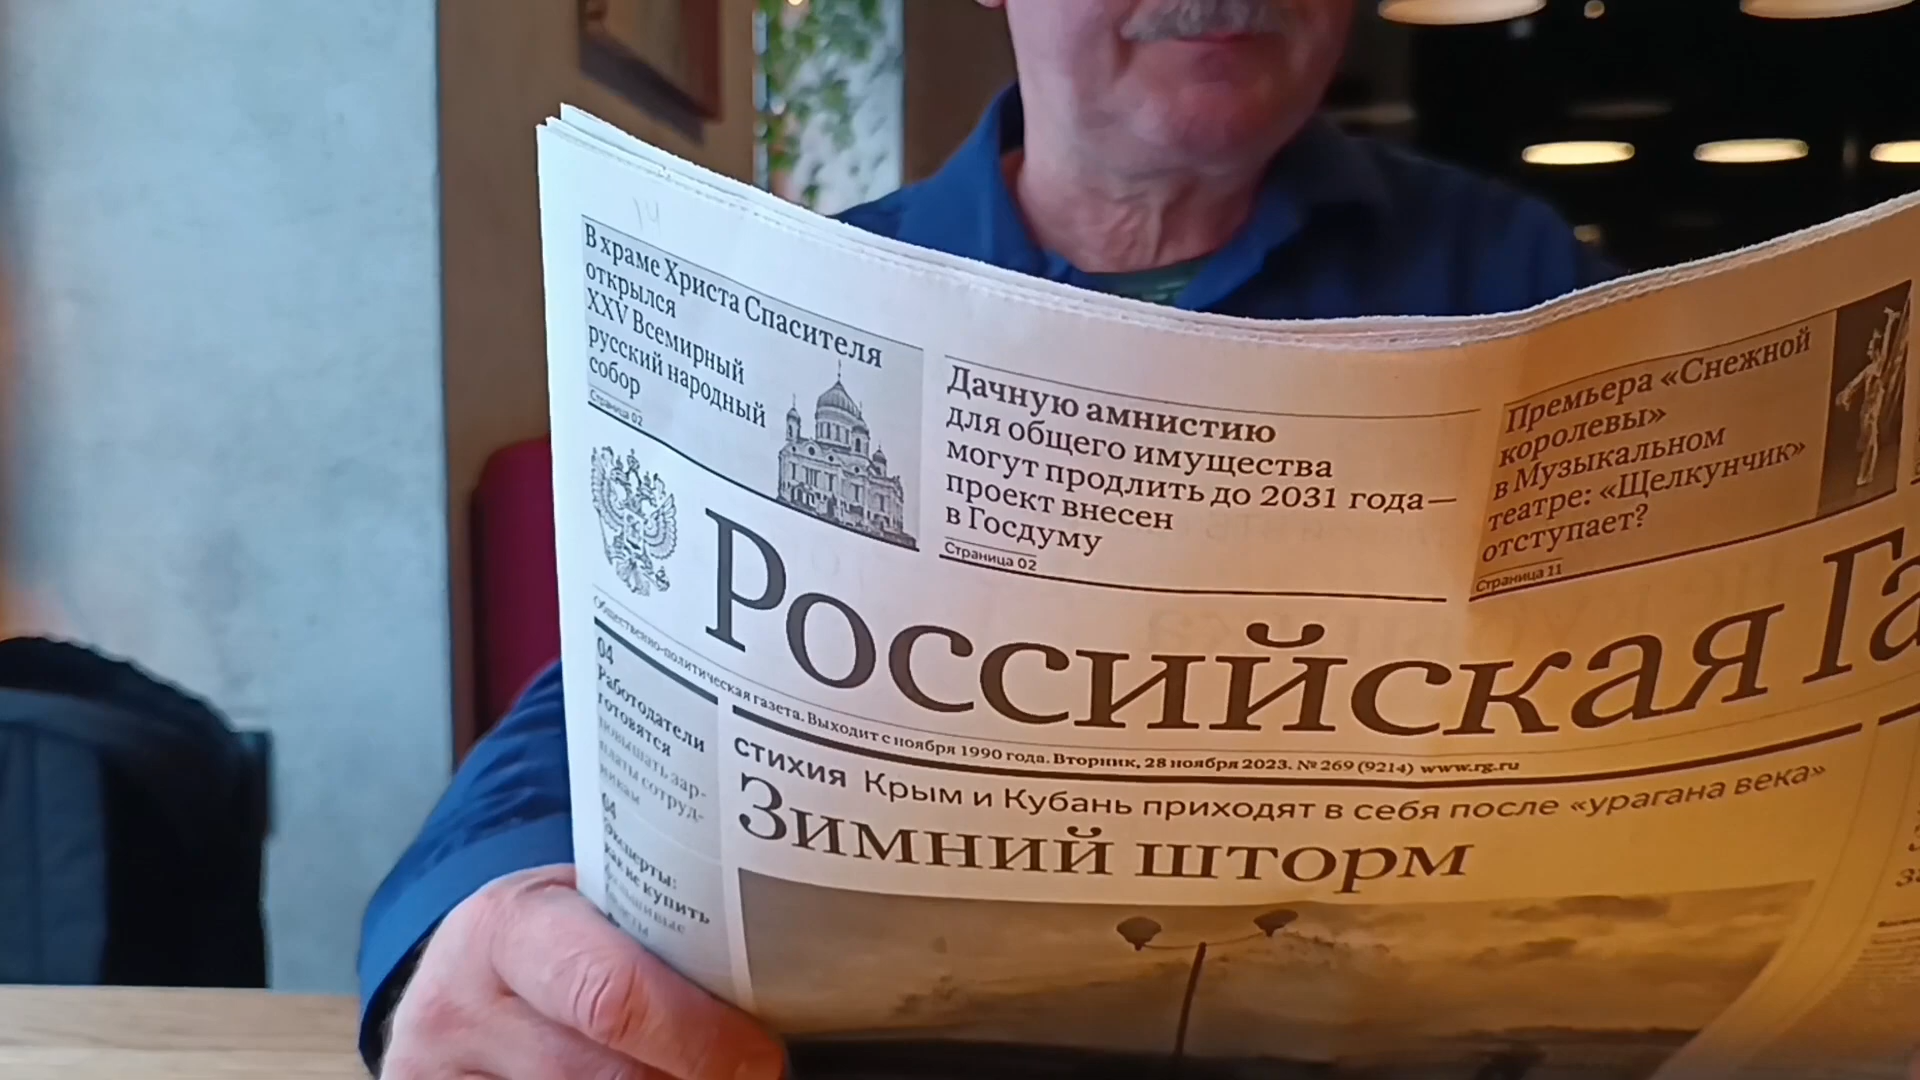 14
В храме Христа Спасителя
открылся
XXV Всемирный
русский народный
собор
Страница 02
Дачную амнистию
для общего имущества
могут продлить до 2031 года—
проект внесен
в Госдуму
Страница 02
Премьера «Снежной
королевы»
в Музыкальном
театре: «Щелкунчик»
отступает?
Страница 11
Российская Га
Общественно-политическая газета. Выходит с ноября 1990 года. Вторник, 28 ноября 2023. № 269 (9214) www.rg.ru
04
Работодатели
готовятся
повышать зар-
платы сотруд-
никам
04
Эксперты:
как не купить
фальшивые
СТИХИЯ Крым и Кубань приходят в себя после «урагана века»
Зимний шторм